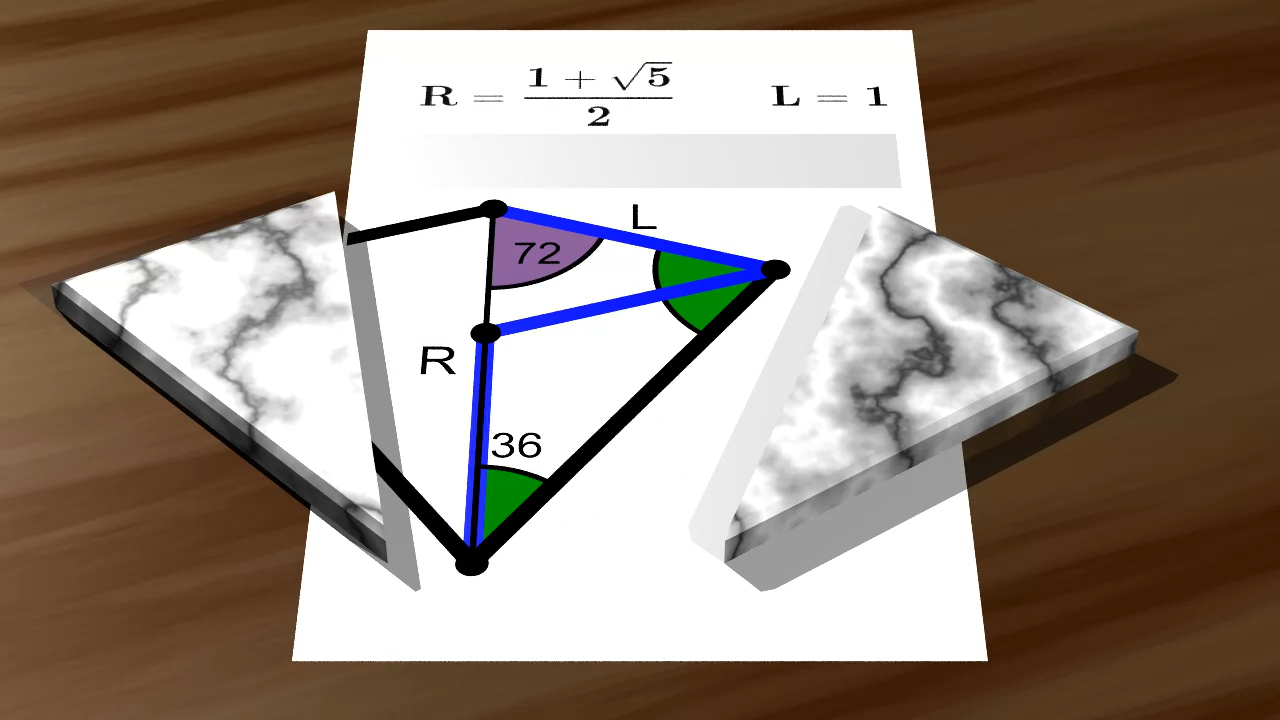 R = (1 + √5) / 2    L = 1
L
72
R
36